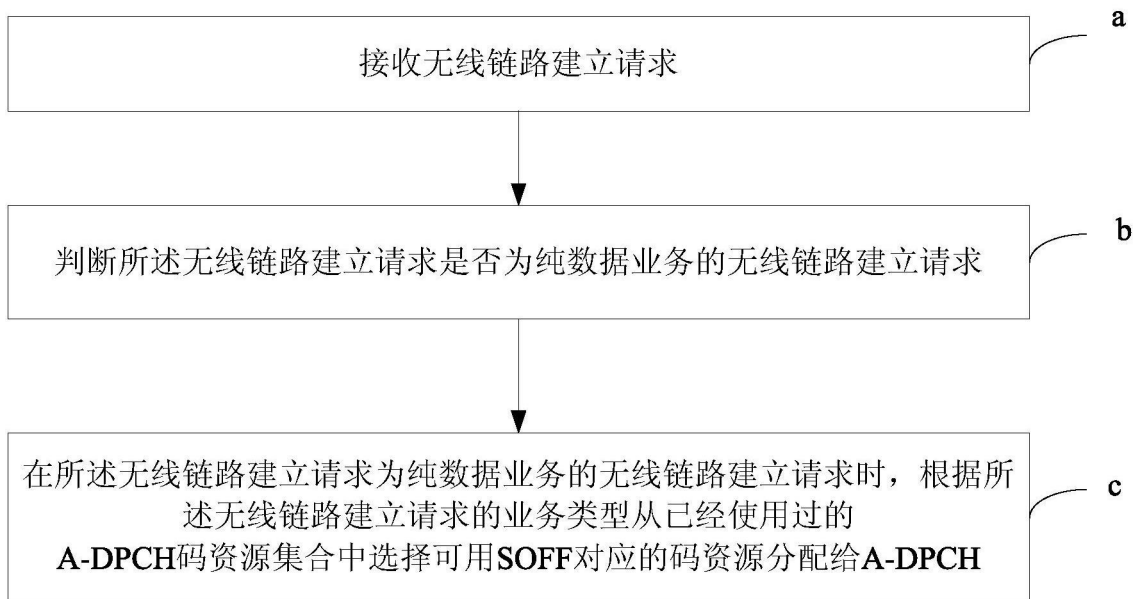 接收无线链路建立请求
a
判断所述无线链路建立请求是否为纯数据业务的无线链路建立请求
b
在所述无线链路建立请求为纯数据业务的无线链路建立请求时，根据所
述无线链路建立请求的业务类型从已经使用过的
A-DPCH码资源集合中选择可用SOFF对应的码资源分配给A-DPCH
c